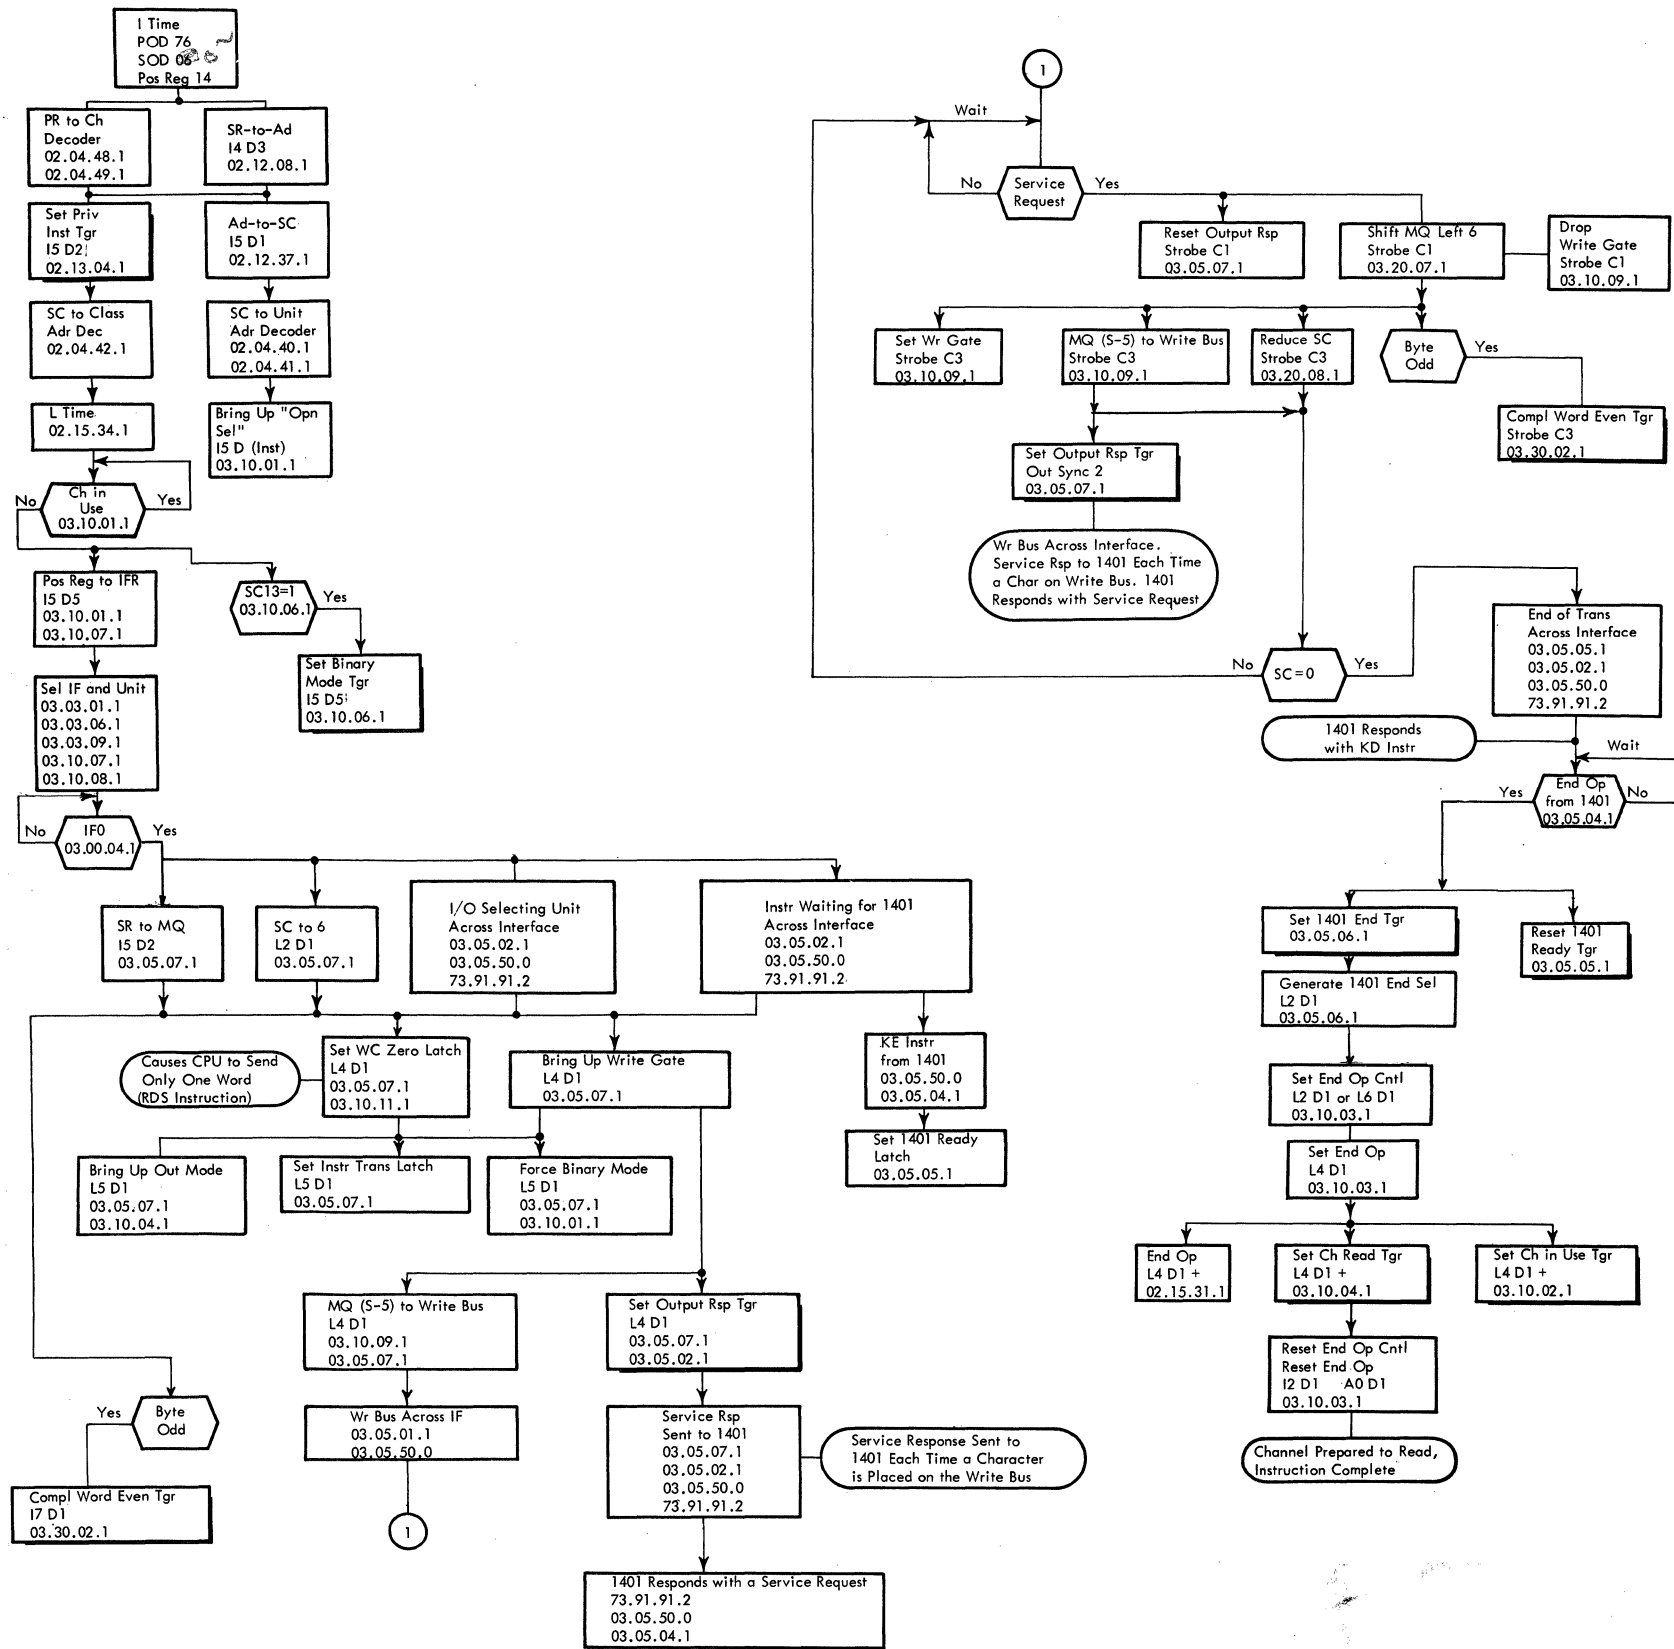 I Time
POD 76
SOD 06
Pos Reg 14
PR to Ch
Decoder
02.04.48.1
02.04.49.1
SR-to-Ad
I4 D3
02.12.08.1
Set Priv
Inst Tgr
I5 D2
02.13.04.1
Ad-to-SC
I5 D1
02.12.37.1
SC to Class
Adr Dec
02.04.42.1
SC to Unit
Adr Decoder
02.04.40.1
02.04.41.1
L Time
02.15.34.1
Bring Up "Opn
Sel"
I5 D (Inst)
03.10.01.1
No
Ch in
Use
03.10.01.1
Yes
Pos Reg to IFR
I5 D5
03.10.01.1
03.10.07.1
SC13=1
03.10.06.1
Yes
Set Binary
Mode Tgr
I5 D5
03.10.06.1
Sel IF and Unit
03.03.01.1
03.03.06.1
03.03.09.1
03.10.07.1
03.10.08.1
No
IF0
03.00.04.1
Yes
SR to MQ
I5 D2
03.05.07.1
SC to 6
L2 D1
03.05.07.1
I/O Selecting Unit
Across Interface
03.05.02.1
03.05.50.0
73.91.91.2
Instr Waiting for 1401
Across Interface
03.05.02.1
03.05.50.0
73.91.91.2
Causes CPU to Send
Only One Word
(RDS Instruction)
Set WC Zero Latch
L4 D1
03.05.07.1
03.10.11.1
Bring Up Write Gate
L4 D1
03.05.07.1
KE Instr
from 1401
03.05.50.0
03.05.04.1
Set 1401 Ready
Latch
03.05.05.1
Bring Up Out Mode
L5 D1
03.05.07.1
03.10.04.1
Set Instr Trans Latch
L5 D1
03.05.07.1
Force Binary Mode
L5 D1
03.05.07.1
03.10.01.1
MQ (S-5) to Write Bus
L4 D1
03.10.09.1
03.05.07.1
Set Output Rsp Tgr
L4 D1
03.05.07.1
03.05.02.1
Yes
Byte
Odd
Compl Word Even Tgr
I7 D1
03.30.02.1
Wr Bus Across IF
03.05.01.1
03.05.50.0
1
Service Rsp
Sent to 1401
03.05.07.1
03.05.02.1
03.05.50.0
73.91.91.2
Service Response Sent to
1401 Each Time a Character
is Placed on the Write Bus
1401 Responds with a Service Request
73.91.91.2
03.05.50.0
03.05.04.1
1
Wait
No
Service
Request
Yes
Reset Output Rsp
Strobe C1
03.05.07.1
Shift MQ Left 6
Strobe C1
03.20.07.1
Drop
Write Gate
Strobe C1
03.10.09.1
Set Wr Gate
Strobe C3
03.10.09.1
MQ (S-5) to Write Bus
Strobe C3
03.10.09.1
Reduce SC
Strobe C3
03.20.08.1
Byte
Odd
Yes
Compl Word Even Tgr
Strobe C3
03.30.02.1
Set Output Rsp Tgr
Out Sync 2
03.05.07.1
Wr Bus Across Interface.
Service Rsp to 1401 Each Time
a Char on Write Bus. 1401
Responds with Service Request
No
SC=0
Yes
End of Trans
Across Interface
03.05.05.1
03.05.02.1
03.05.50.0
73.91.91.2
1401 Responds
with KD Instr
Wait
Yes
End Op
from 1401
03.05.04.1
No
Set 1401 End Tgr
03.05.06.1
Reset 1401
Ready Tgr
03.05.05.1
Generate 1401 End Sel
L2 D1
03.05.06.1
Set End Op Cntl
L2 D1 or L6 D1
03.10.03.1
Set End Op
L4 D1
03.10.03.1
End Op
L4 D1 +
02.15.31.1
Set Ch Read Tgr
L4 D1 +
03.10.04.1
Set Ch in Use Tgr
L4 D1 +
03.10.02.1
Reset End Op Cntl
Reset End Op
I2 D1 A0 D1
03.10.03.1
Channel Prepared to Read,
Instruction Complete